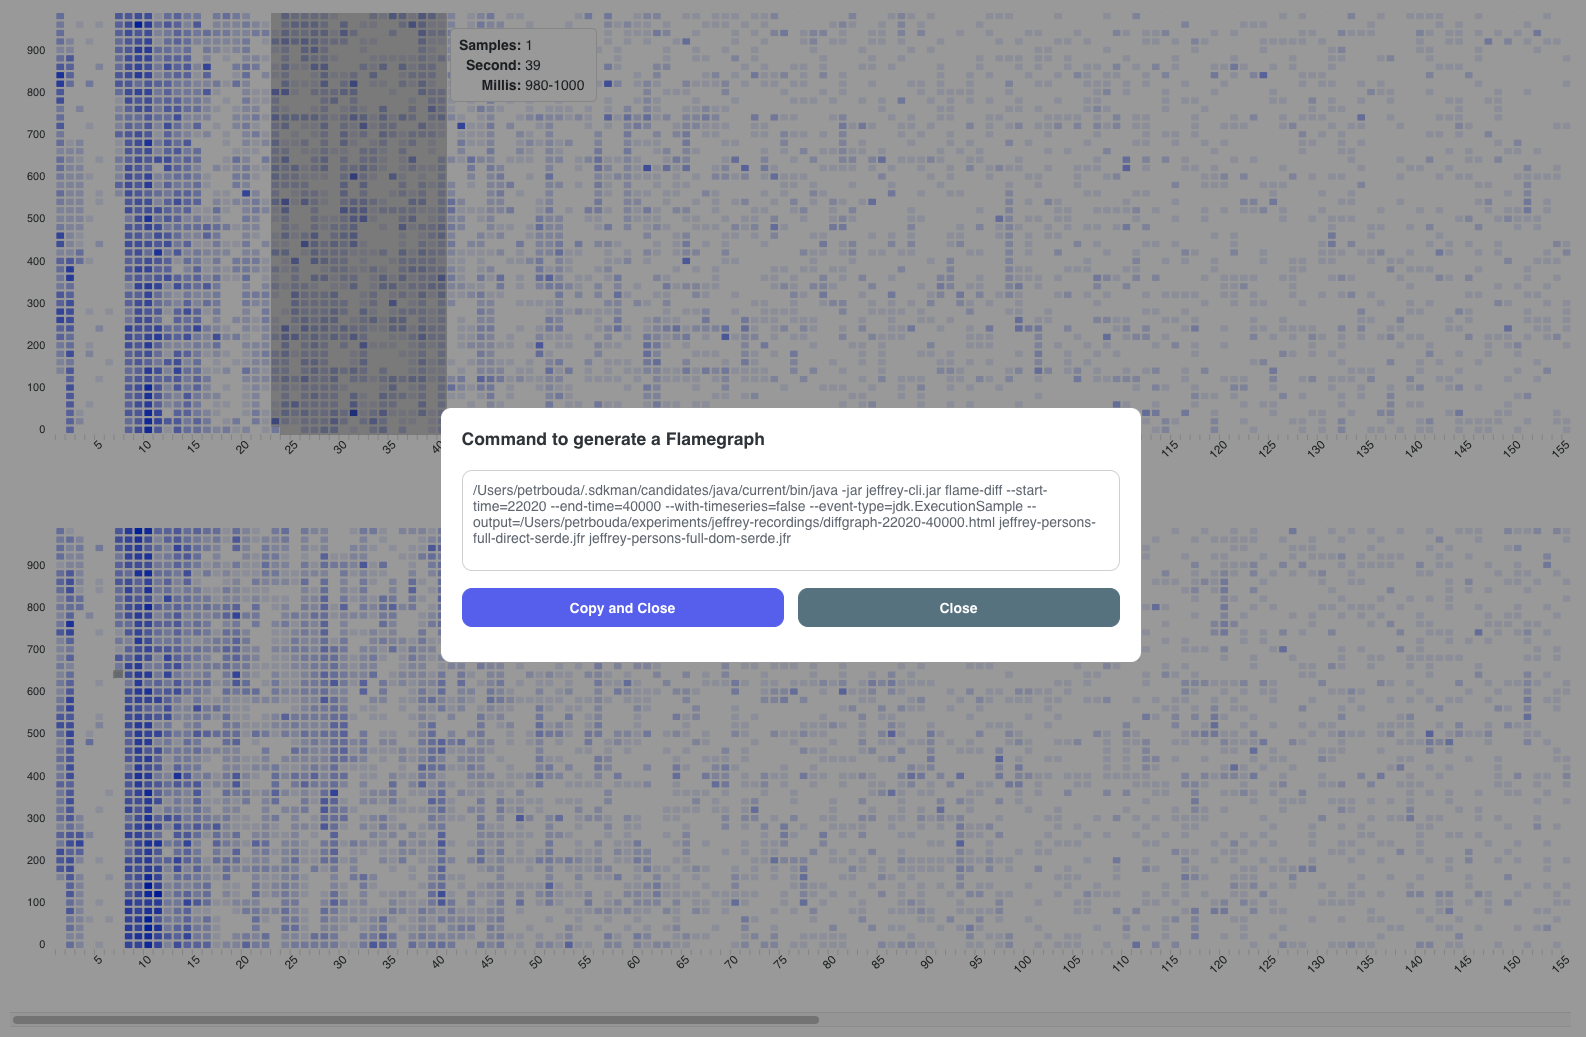 Samples: 1
Second: 39
Millis: 980-1000
900
800
700
600
500
400
300
200
100
0
5 10 15 20 25 30 35 40 115 120 125 130 135 140 145 150 155
Command to generate a Flamegraph
/Users/petrbouda/.sdkman/candidates/java/current/bin/java -jar jeffrey-cli.jar flame-diff --start-
time=22020 --end-time=40000 --with-timeseries=false --event-type=jdk.ExecutionSample --
output=/Users/petrbouda/experiments/jeffrey-recordings/diffgraph-22020-40000.html jeffrey-persons-
full-direct-serde.jfr jeffrey-persons-full-dom-serde.jfr
Copy and Close
Close
900
800
700
600
500
400
300
200
100
0
5 10 15 20 25 30 35 40 45 50 55 60 65 70 75 80 85 90 95 100 105 110 115 120 125 130 135 140 145 150 155